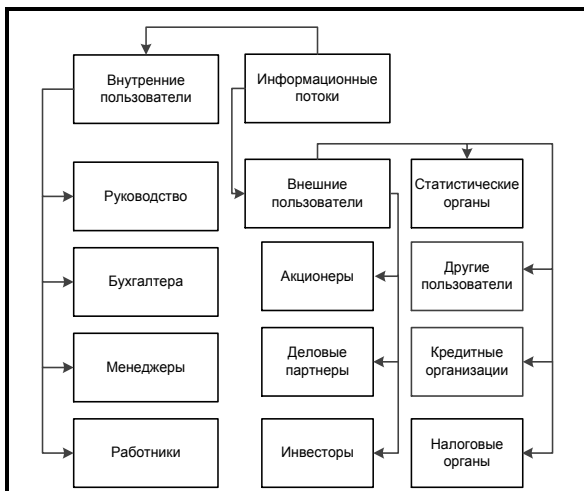 Внутренние
пользователи
Информационные
потоки
Руководство
Внешние
пользователи
Статистические
органы
Бухгалтера
Акционеры
Другие
пользователи
Менеджеры
Деловые
партнеры
Кредитные
организации
Работники
Инвесторы
Налоговые
органы